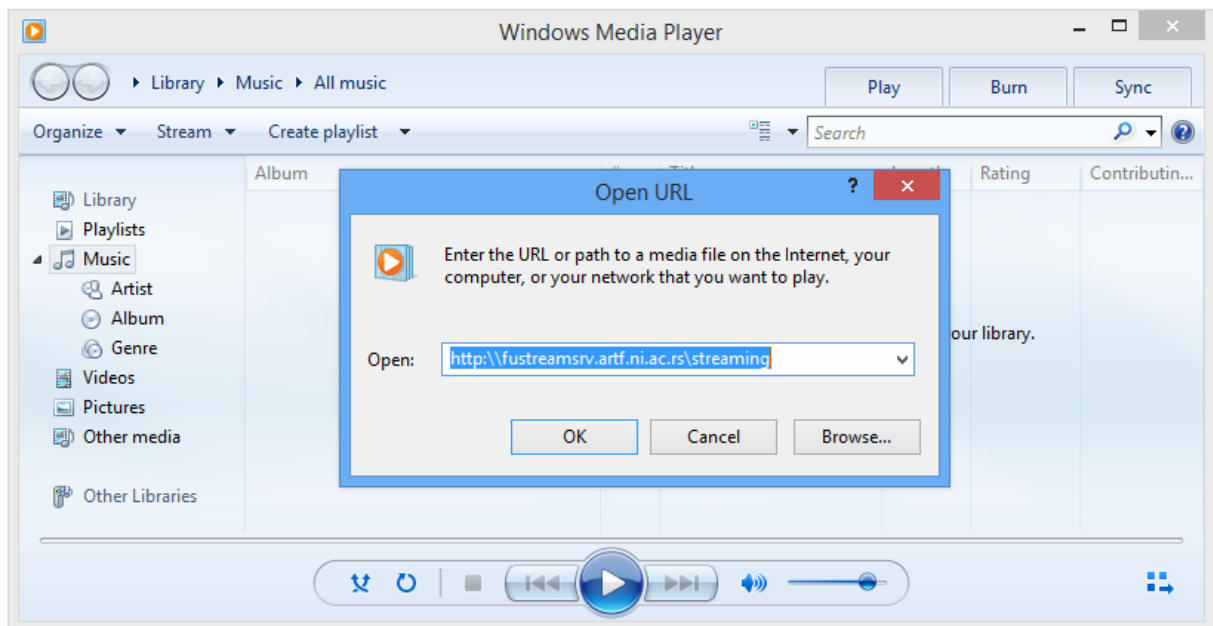 Windows Media Player
Library Music All music
Play
Burn
Sync
Organize
Stream
Create playlist
Search
Album
Rating
Contributin...
Library
Playlists
Music
Artist
Album
Genre
Videos
Pictures
Other media
Other Libraries
Open URL
?
Enter the URL or path to a media file on the Internet, your
computer, or your network that you want to play.
Open:
http:\\fustreamsrv.artf.ni.ac.rs\streaming
OK
Cancel
Browse...
our library.